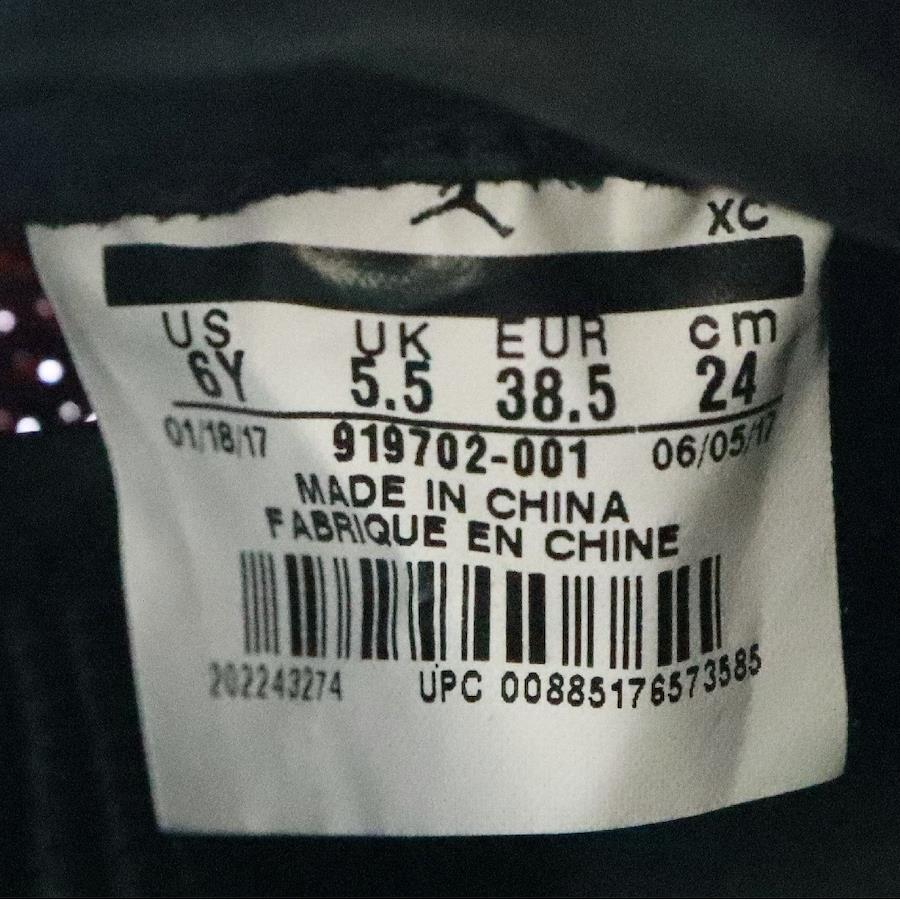 XC
US UK EUR cm
6Y 5.5 38.5 24
01/18/17 919702-001 06/05/17
MADE IN CHINA
FABRIQUE EN CHINE
202243274 UPC 00885176573585